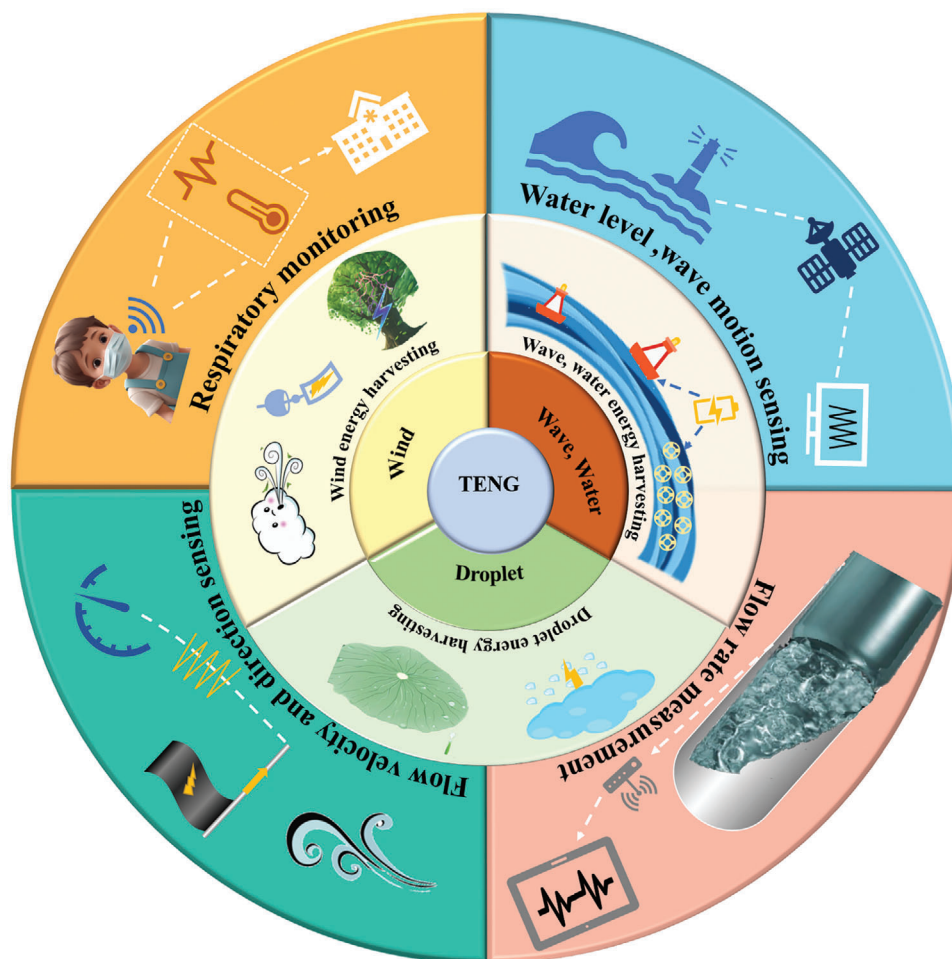 Respiratory monitoring
Water level ,wave motion sensing
Wind energy harvesting
Wave, water energy harvesting
Wind
Wave, Water
TENG
Droplet
Droplet energy harvesting
Flow velocity and direction sensing
Flow rate measurement